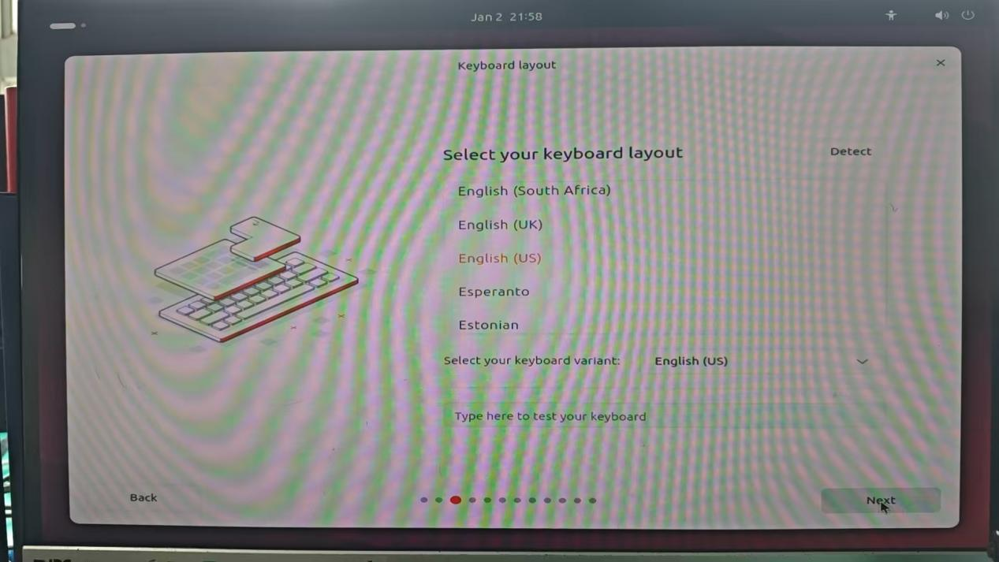 Jan 2 21:58
Keyboard layout
Select your keyboard layout
Detect
English (South Africa)
English (UK)
English (US)
Esperanto
Estonian
Select your keyboard variant: English (US)
Type here to test your keyboard
Back
Next